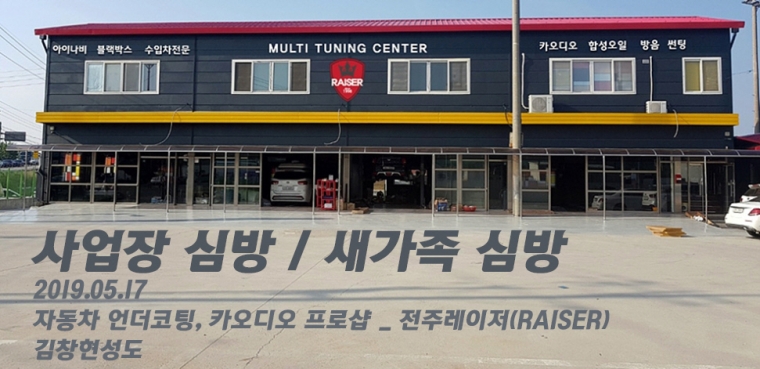 아이나비 블랙박스 수입차전문
MULTI TUNING CENTER
카오디오 합성오일 방음 썬팅
RAISER
사업장 심방 / 새가족 심방
2019.05.17
자동차 언더코팅, 카오디오 프로샵 _ 전주레이저(RAISER)
김창현성도